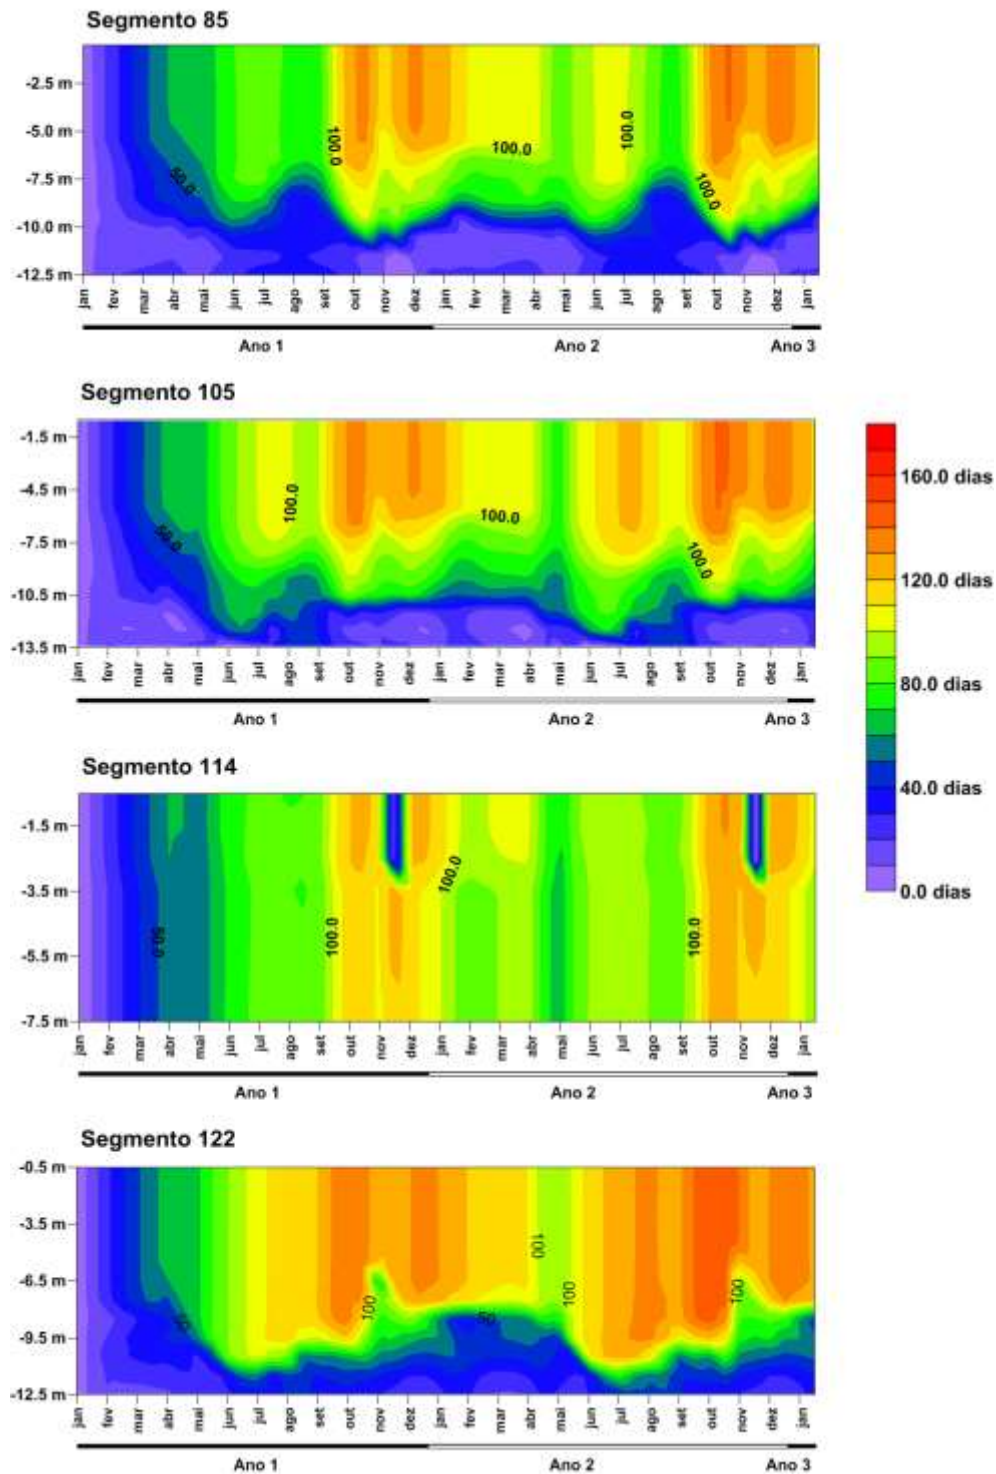 Segmento 85
-2.5 m
-5.0 m
-7.5 m
-10.0 m
-12.5 m
50.0
100.0
100.0
100.0
100.0
jan fev mar abr mai jun jul ago set out nov dez jan fev mar abr mai jun jul ago set out nov dez jan
Ano 1 Ano 2 Ano 3
Segmento 105
-1.5 m
-4.5 m
-7.5 m
-10.5 m
-13.5 m
50.0
100.0
100.0
100.0
jan fev mar abr mai jun jul ago set out nov dez jan fev mar abr mai jun jul ago set out nov dez jan
Ano 1 Ano 2 Ano 3
160.0 dias
120.0 dias
80.0 dias
40.0 dias
0.0 dias
Segmento 114
-1.5 m
-3.5 m
-5.5 m
-7.5 m
50.0
100.0
100.0
100.0
jan fev mar abr mai jun jul ago set out nov dez jan fev mar abr mai jun jul ago set out nov dez jan
Ano 1 Ano 2 Ano 3
Segmento 122
-0.5 m
-3.5 m
-6.5 m
-9.5 m
-12.5 m
50
100
50
100
100
100
jan fev mar abr mai jun jul ago set out nov dez jan fev mar abr mai jun jul ago set out nov dez jan
Ano 1 Ano 2 Ano 3